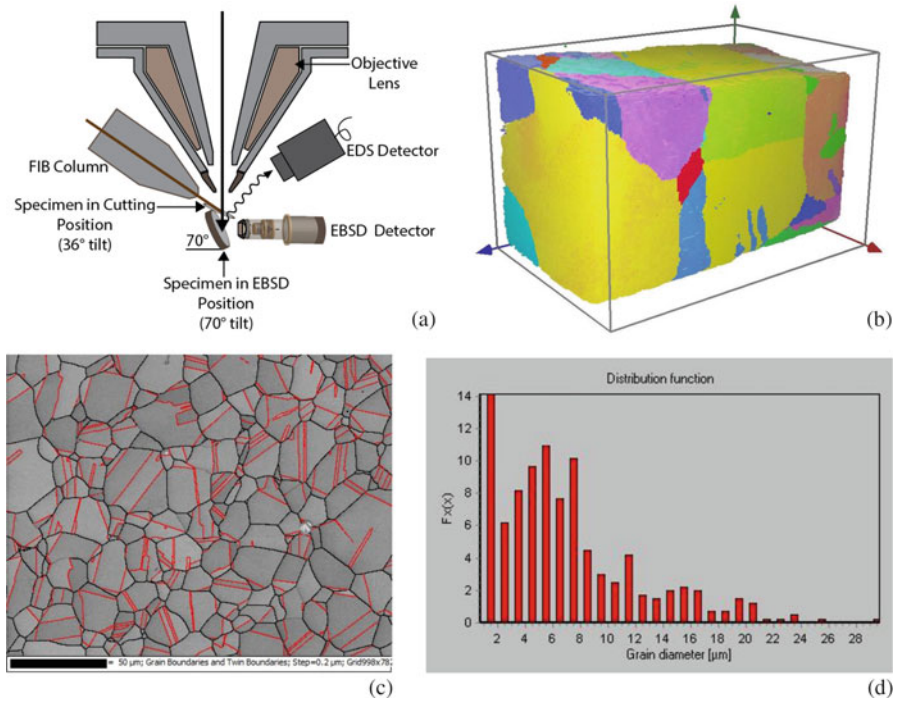 Objective
Lens
EDS Detector
FIB Column
Specimen in Cutting
Position
(36° tilt)
EBSD Detector
70°
Specimen in EBSD
Position
(70° tilt)
(a)
(b)
= 50 µm; Grain Boundaries and Twin Boundaries; Step=0.2 µm; Grid998x782
(c)
Distribution function
Fx(x)
14
12
10
8
6
4
2
0
2 4 6 8 10 12 14 16 18 20 22 24 26 28
Grain diameter [µm]
(d)